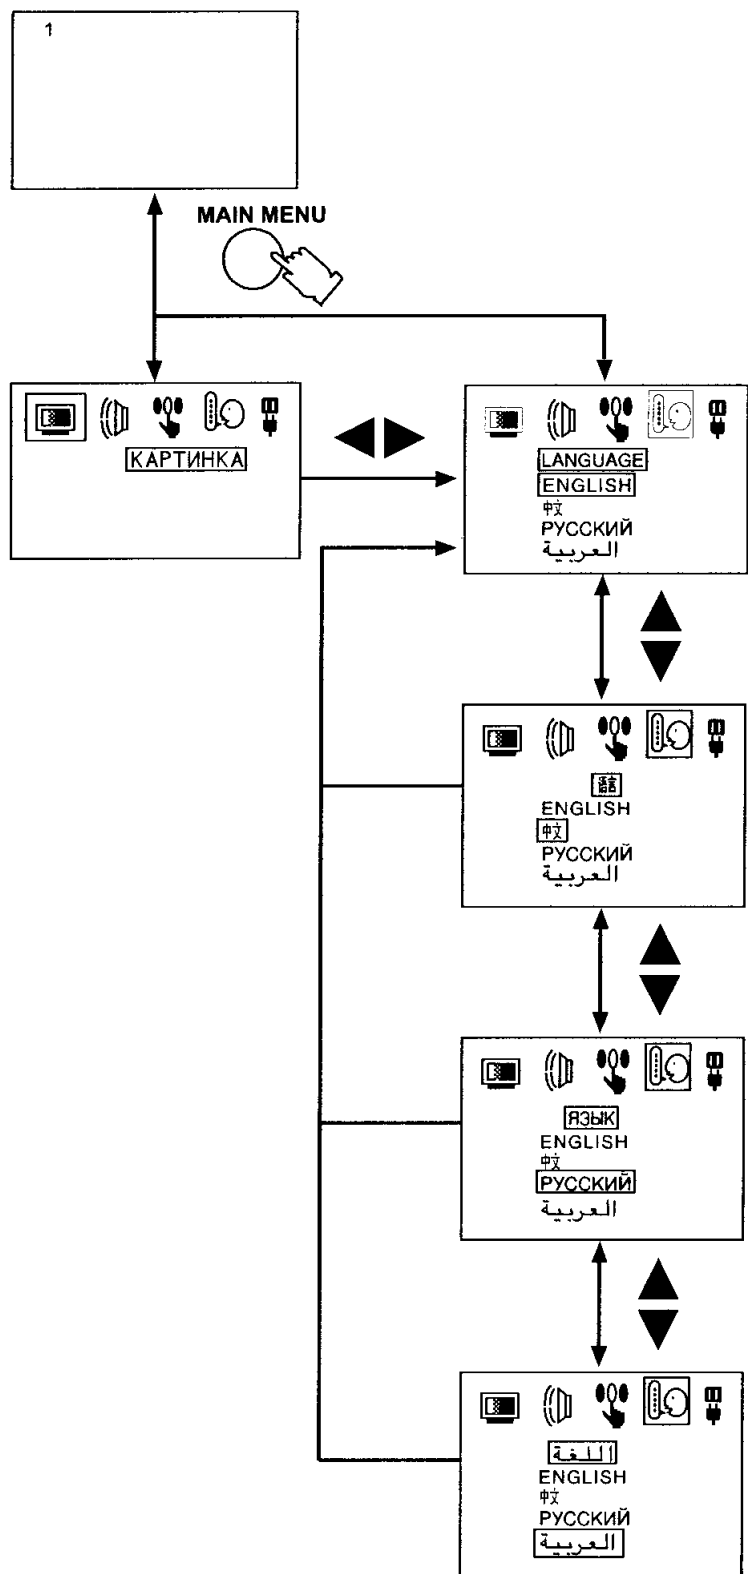 1
MAIN MENU
КАРТИНКА
LANGUAGE
ENGLISH
中文
РУССКИЙ
العربية
語言
ENGLISH
中文
РУССКИЙ
العربية
ЯЗЫК
ENGLISH
中文
РУССКИЙ
العربية
اللغة
ENGLISH
中文
РУССКИЙ
العربية